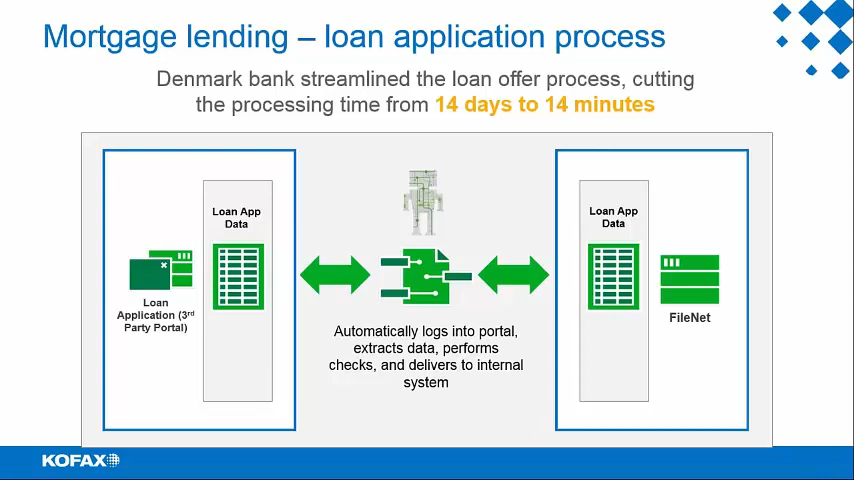 Mortgage lending – loan application process
Denmark bank streamlined the loan offer process, cutting
the processing time from 14 days to 14 minutes
Loan App
Data
Loan
Application (3rd
Party Portal)
Automatically logs into portal,
extracts data, performs
checks, and delivers to internal
system
Loan App
Data
FileNet
KOFAX